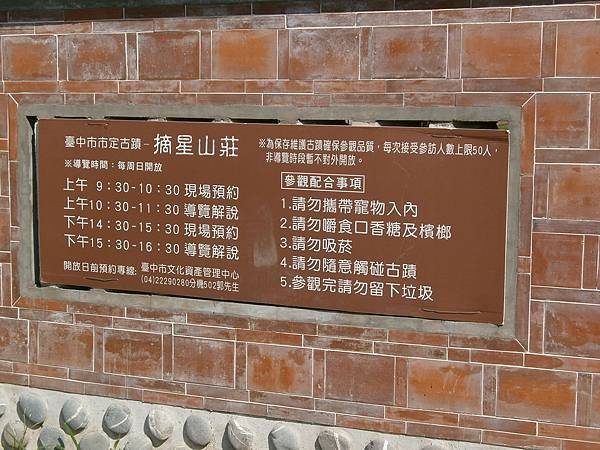 臺中市市定古蹟-摘星山莊
※導覽時間：每周日開放
上午 9：30-10：30 現場預約
上午10：30-11：30 導覽解說
下午14：30-15：30 現場預約
下午15：30-16：30 導覽解說
開放日前預約專線：臺中市文化資產管理中心
(04)22290280分機502郭先生
※為保存維護古蹟確保參觀品質，每次接受參訪人數上限50人，
非導覽時段暫不對外開放。
參觀配合事項
1.請勿攜帶寵物入內
2.請勿嚼食口香糖及檳榔
3.請勿吸菸
4.請勿隨意觸碰古蹟
5.參觀完請勿留下垃圾